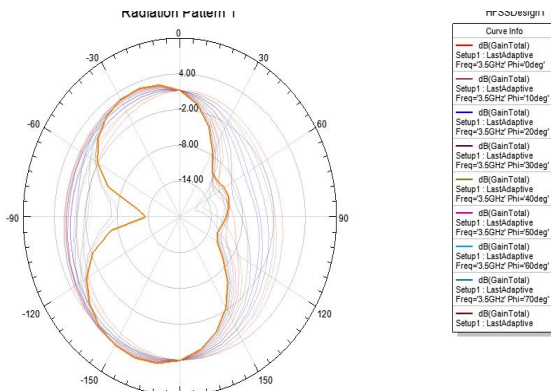 Radiation Pattern 1
HFSSDesign1
0
-30
30
-60
60
-90
90
-120
120
-150
150
4.00
-2.00
-8.00
-14.00
Curve Info
dB(GainTotal)
Setup1 : LastAdaptive
Freq='3.5GHz' Phi='0deg'
dB(GainTotal)
Setup1 : LastAdaptive
Freq='3.5GHz' Phi='10deg'
dB(GainTotal)
Setup1 : LastAdaptive
Freq='3.5GHz' Phi='20deg'
dB(GainTotal)
Setup1 : LastAdaptive
Freq='3.5GHz' Phi='30deg'
dB(GainTotal)
Setup1 : LastAdaptive
Freq='3.5GHz' Phi='40deg'
dB(GainTotal)
Setup1 : LastAdaptive
Freq='3.5GHz' Phi='50deg'
dB(GainTotal)
Setup1 : LastAdaptive
Freq='3.5GHz' Phi='60deg'
dB(GainTotal)
Setup1 : LastAdaptive
Freq='3.5GHz' Phi='70deg'
dB(GainTotal)
Setup1 : LastAdaptive